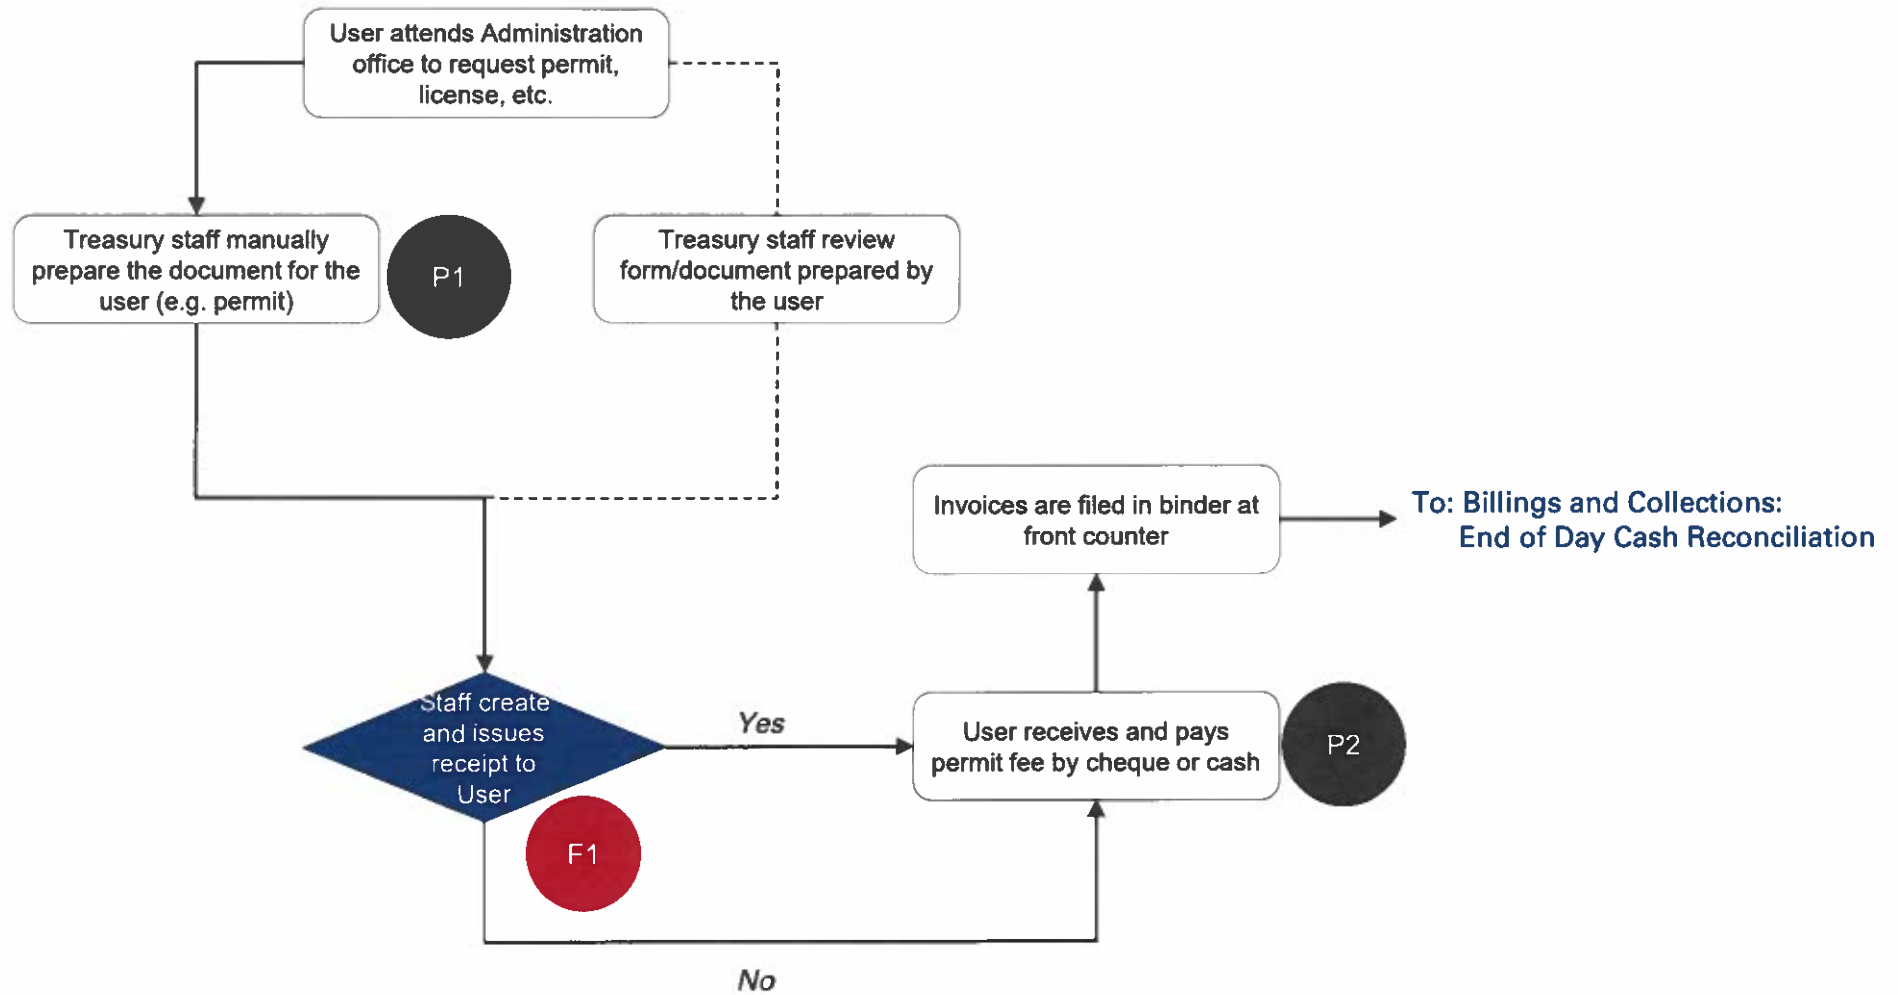 User attends Administration
office to request permit,
license, etc.
Treasury staff manually
prepare the document for the
user (e.g. permit)
P1
Treasury staff review
form/document prepared by
the user
Invoices are filed in binder at
front counter
To: Billings and Collections:
End of Day Cash Reconciliation
Staff create
and issues
receipt to
User
Yes
User receives and pays
permit fee by cheque or cash
P2
F1
No